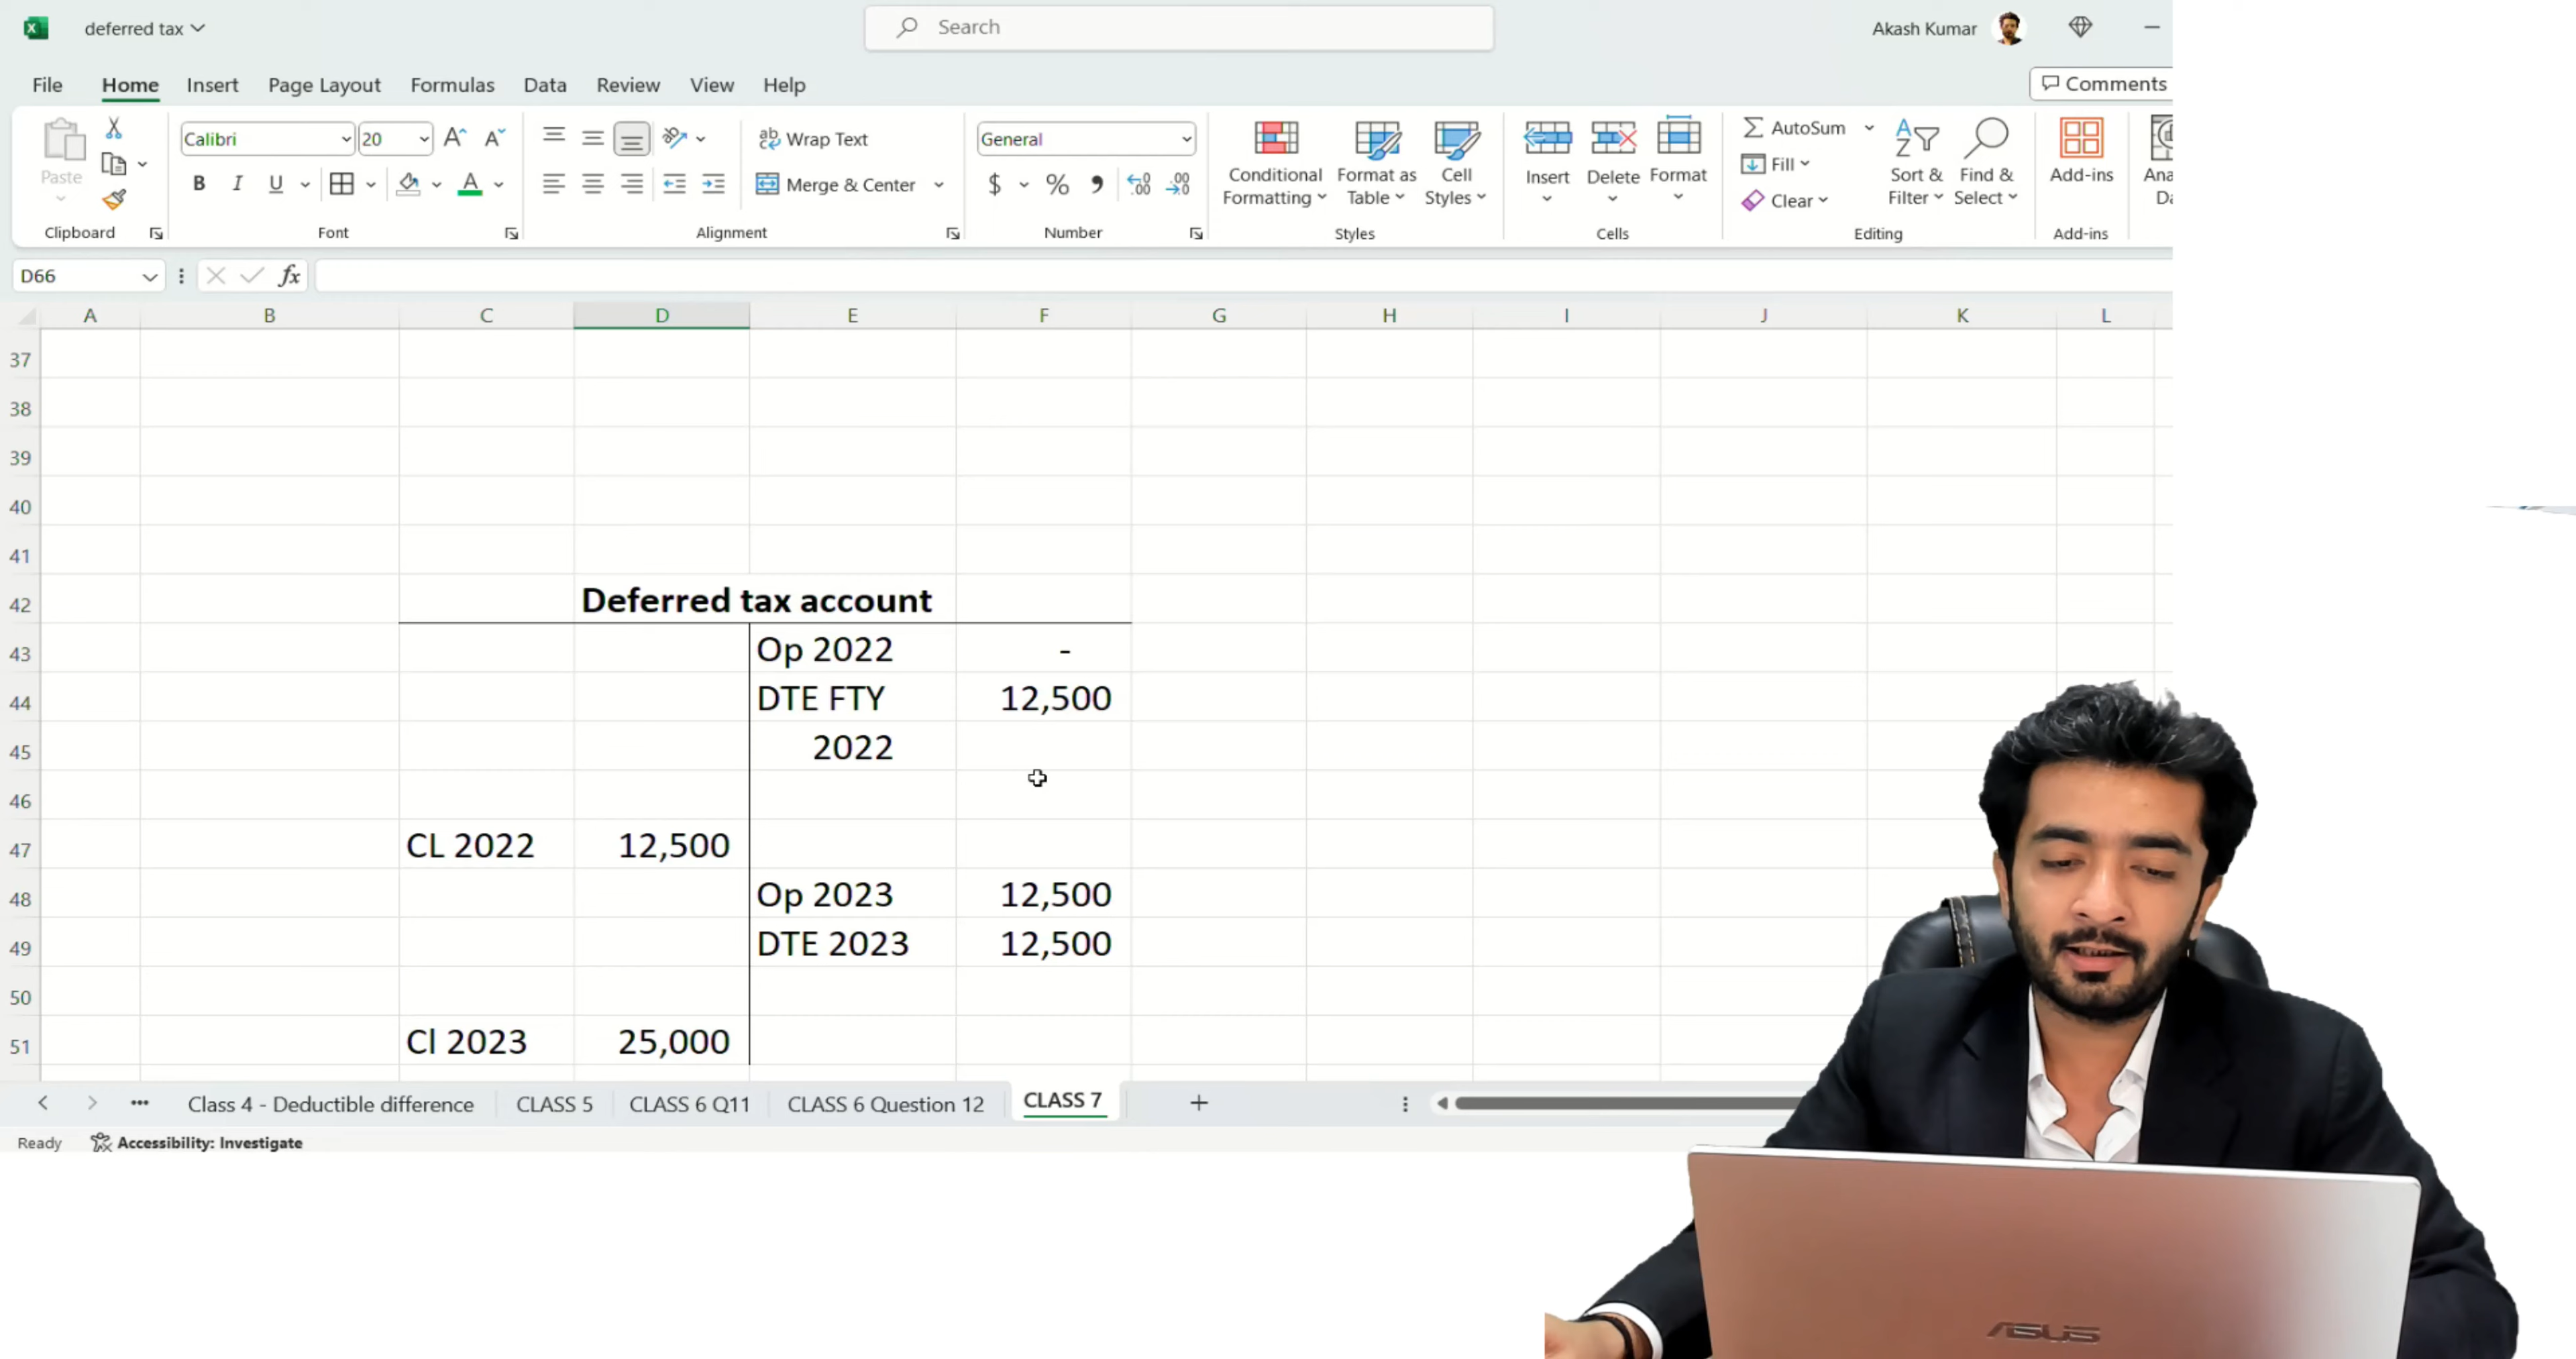 deferred tax
Search
Akash Kumar
File Home Insert Page Layout Formulas Data Review View Help
Comments
Paste
Calibri 20
Wrap Text
General
AutoSum
B I U
Merge & Center
$ % ,
Conditional Formatting
Format as Table
Cell Styles
Insert
Delete
Format
Fill
Clear
Sort & Filter
Find & Select
Add-ins
Clipboard Font Alignment Number Styles Cells Editing Add-ins
D66 fx
A B C D E F G H I J K L
37
38
39
40
41
42 Deferred tax account
43 Op 2022 -
44 DTE FTY 12,500
45 2022
46
47 CL 2022 12,500
48 Op 2023 12,500
49 DTE 2023 12,500
50
51 Cl 2023 25,000
Class 4 - Deductible difference CLASS 5 CLASS 6 Q11 CLASS 6 Question 12 CLASS 7
Ready Accessibility: Investigate
ASUS